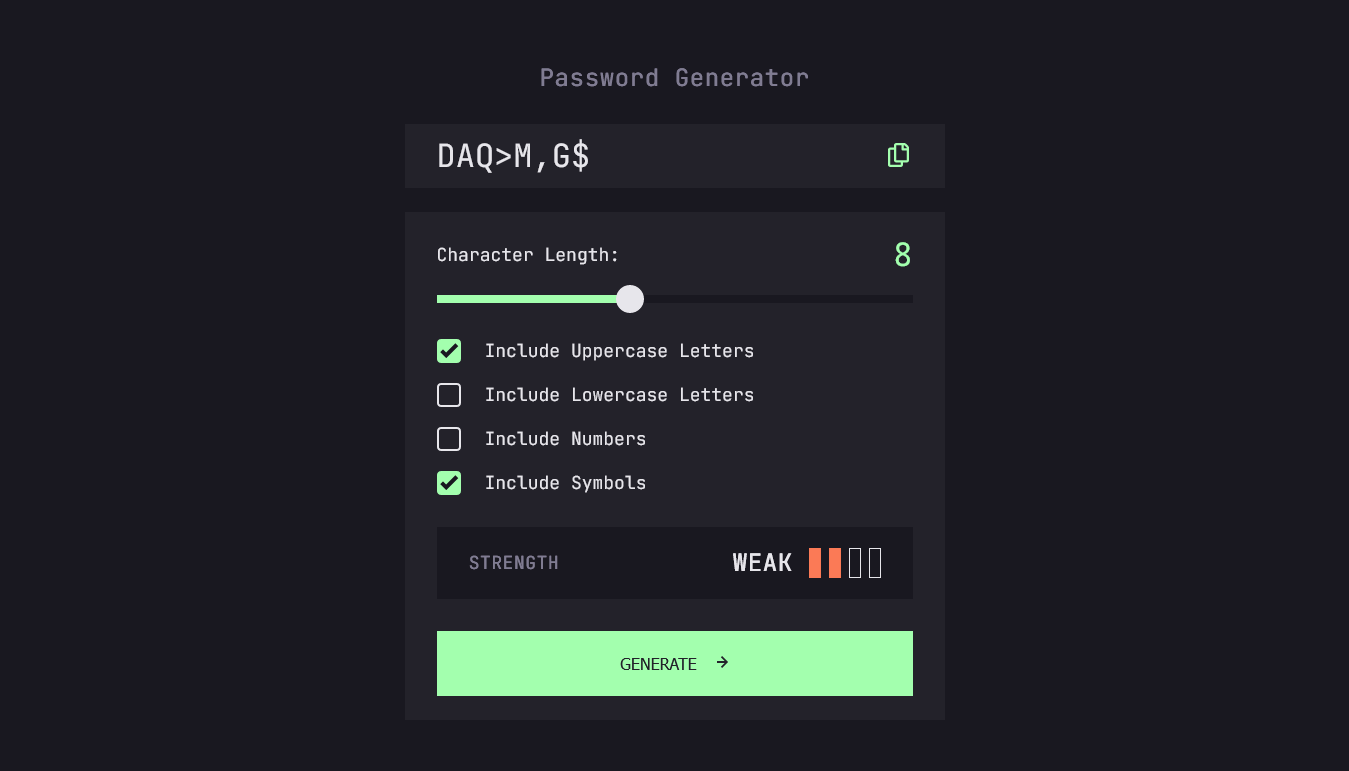 Password Generator
DAQ>M,G$
Character Length: 8
Include Uppercase Letters
Include Lowercase Letters
Include Numbers
Include Symbols
STRENGTH WEAK
GENERATE →